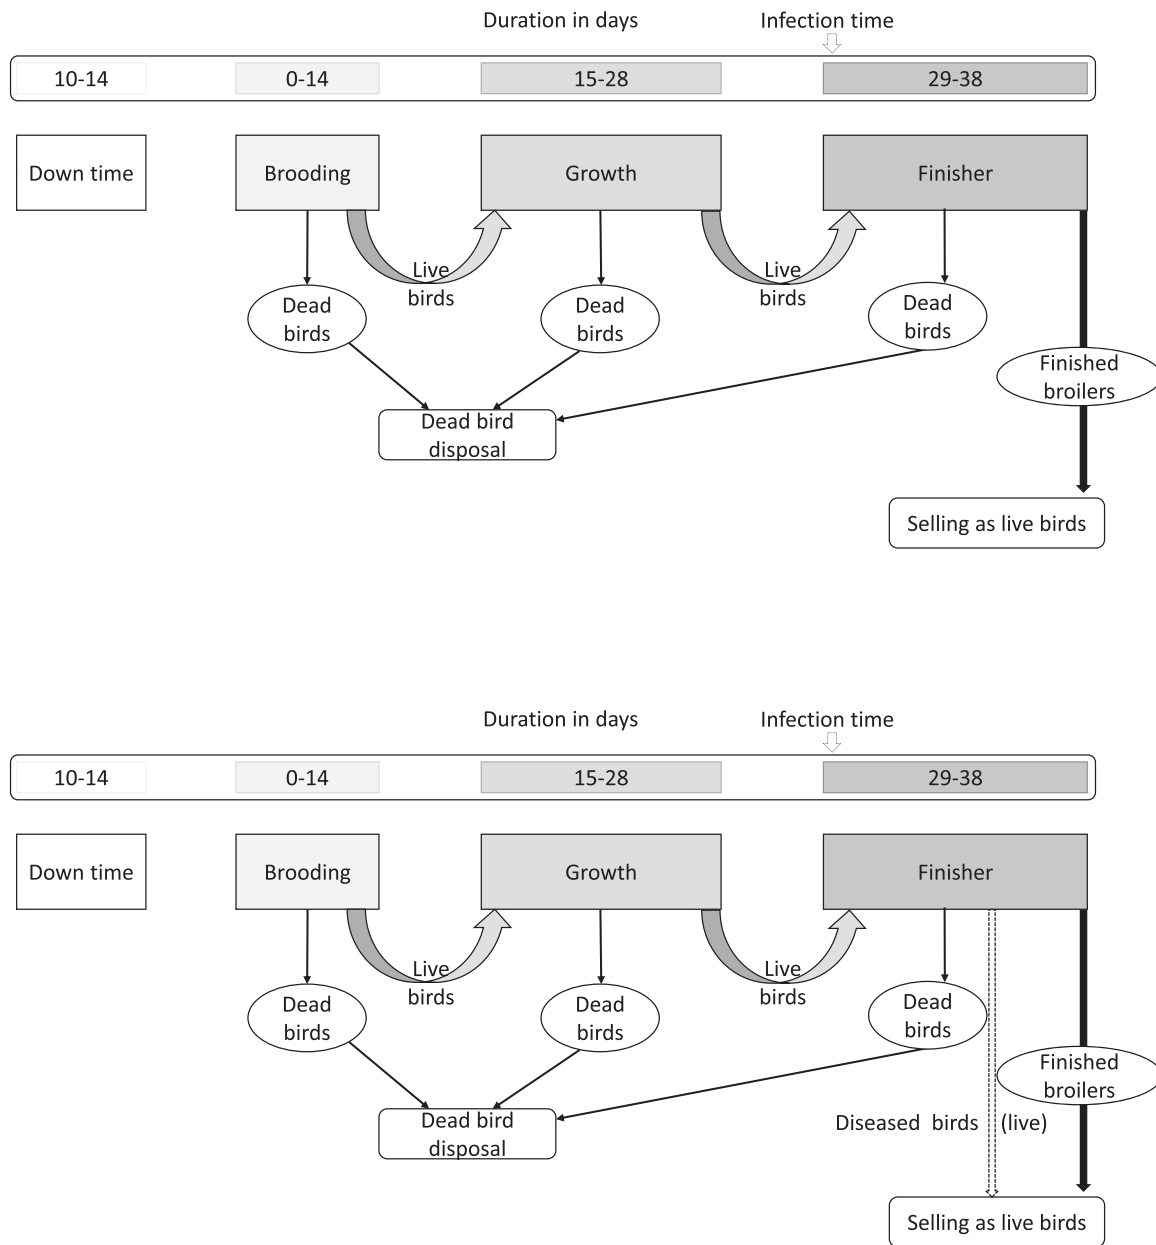 Duration in days
Infection time
10-14
0-14
15-28
29-38
Down time
Brooding
Growth
Finisher
Live
birds
Live
birds
Dead
birds
Dead
birds
Dead
birds
Finished
broilers
Dead bird
disposal
Selling as live birds
Duration in days
Infection time
10-14
0-14
15-28
29-38
Down time
Brooding
Growth
Finisher
Live
birds
Live
birds
Dead
birds
Dead
birds
Dead
birds
Finished
broilers
Dead bird
disposal
Diseased birds (live)
Selling as live birds